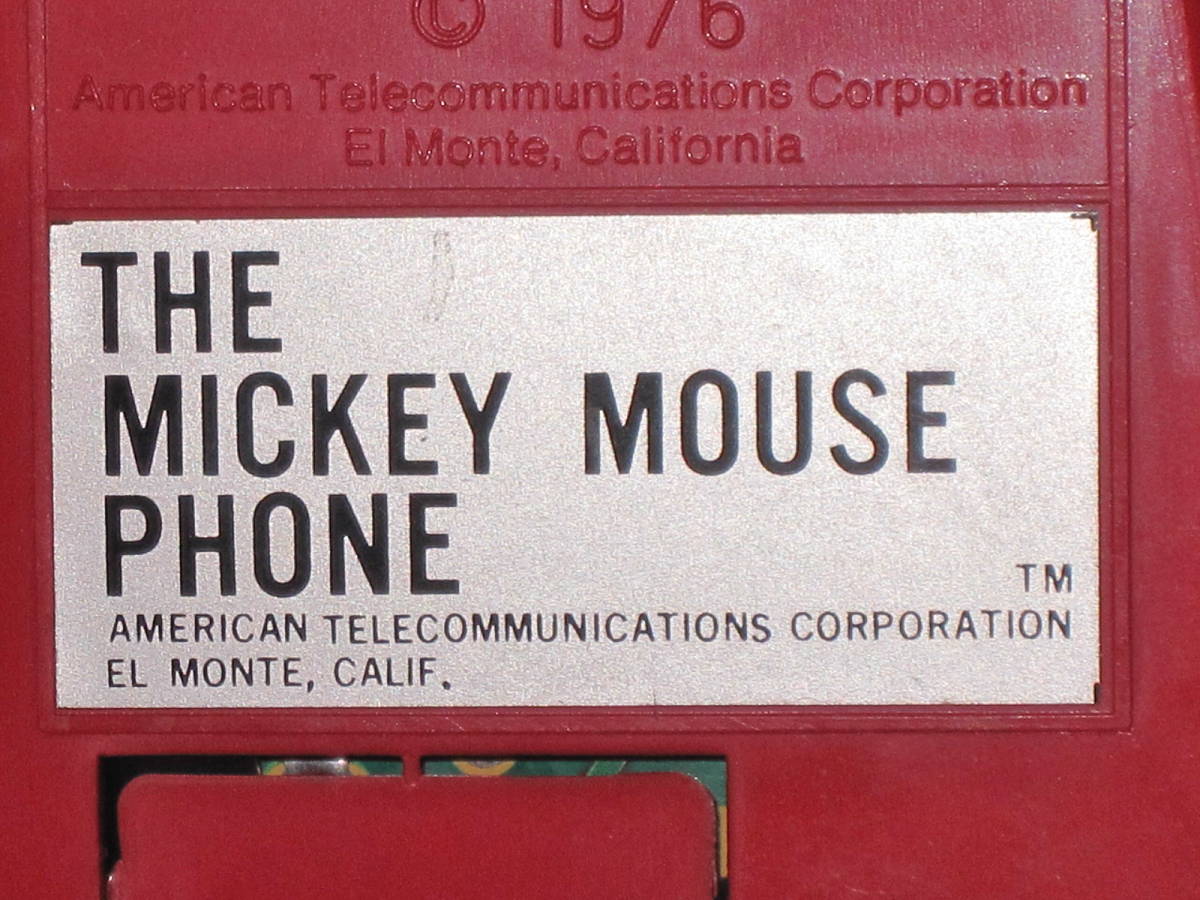 © 1976
American Telecommunications Corporation
El Monte, California
THE
MICKEY MOUSE
PHONE
TM
AMERICAN TELECOMMUNICATIONS CORPORATION
EL MONTE, CALIF.